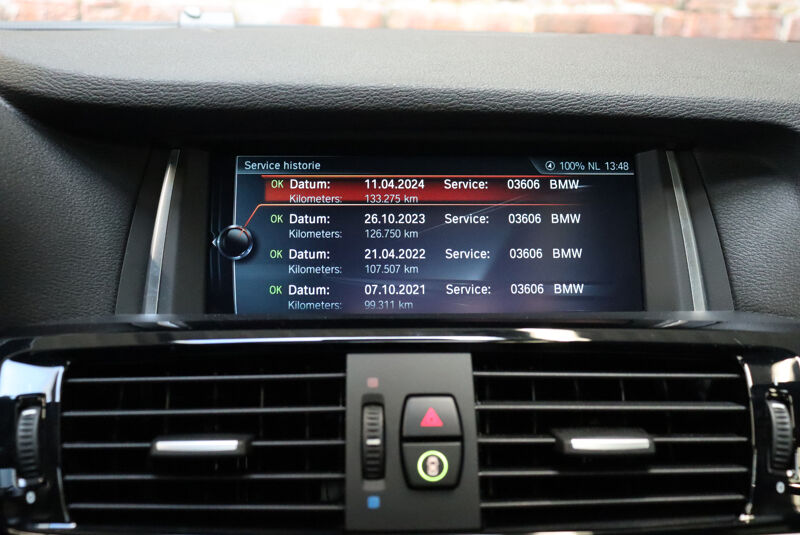 Service historie 100% NL 13:48
OK Datum: 11.04.2024 Service: 03606 BMW
Kilometers: 133.275 km
OK Datum: 26.10.2023 Service: 03606 BMW
Kilometers: 126.750 km
OK Datum: 21.04.2022 Service: 03606 BMW
Kilometers: 107.507 km
OK Datum: 07.10.2021 Service: 03606 BMW
Kilometers: 99.311 km